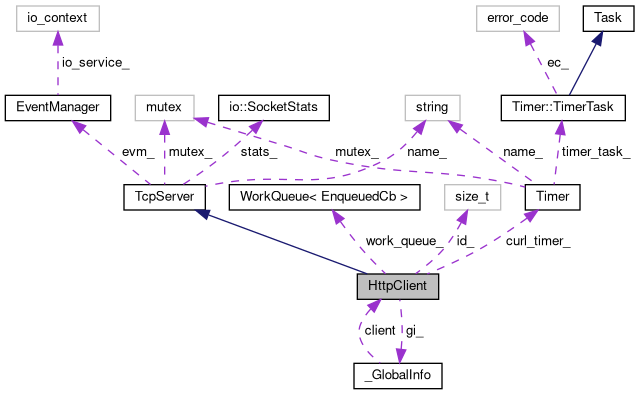 io_context
error_code
Task
io_service_
ec_
EventManager
mutex
io::SocketStats
string
Timer::TimerTask
evm_
mutex_
stats_
mutex_
name_
name_
timer_task_
TcpServer
WorkQueue< EnqueuedCb >
size_t
Timer
work_queue_
id_
curl_timer_
HttpClient
client
gi_
_GlobalInfo